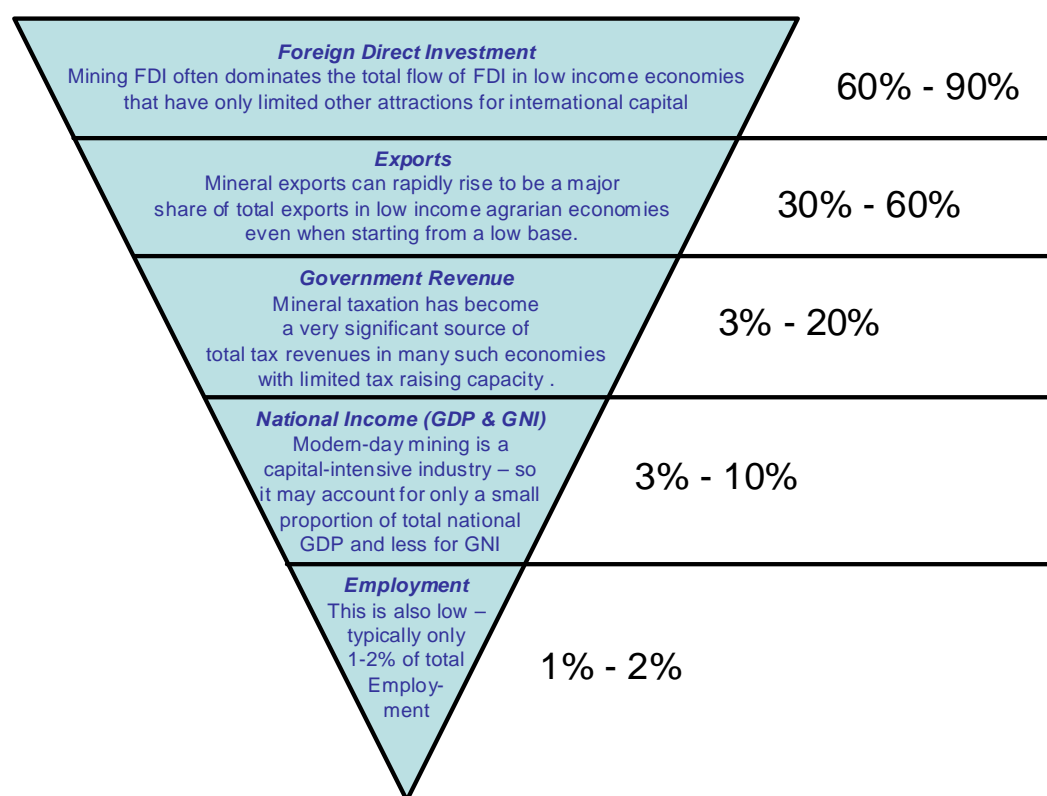 Foreign Direct Investment
Mining FDI often dominates the total flow of FDI in low income economies
that have only limited other attractions for international capital
60% - 90%
Exports
Mineral exports can rapidly rise to be a major
share of total exports in low income agrarian economies
even when starting from a low base.
30% - 60%
Government Revenue
Mineral taxation has become
a very significant source of
total tax revenues in many such economies
with limited tax raising capacity .
3% - 20%
National Income (GDP & GNI)
Modern-day mining is a
capital-intensive industry – so
it may account for only a small
proportion of total national
GDP and less for GNI
3% - 10%
Employment
This is also low –
typically only
1-2% of total
Employ-
ment
1% - 2%